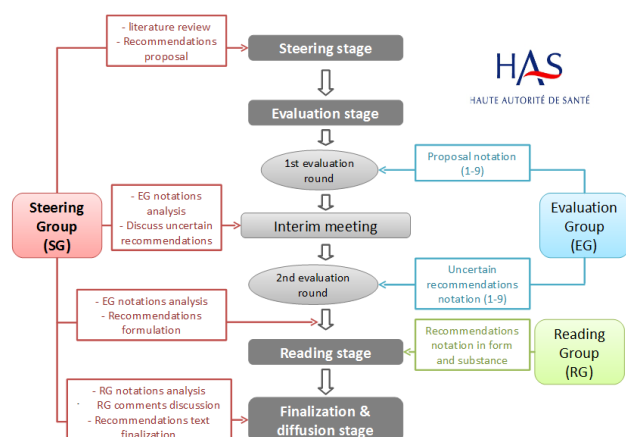 - literature review
- Recommendations
proposal
Steering stage
HAS
HAUTE AUTORITÉ DE SANTÉ
Evaluation stage
1st evaluation
round
Proposal notation
(1-9)
Steering
Group
(SG)
- EG notations
analysis
- Discuss uncertain
recommendations
Interim meeting
Evaluation
Group
(EG)
2nd evaluation
round
Uncertain
recommendations
notation (1-9)
- EG notations analysis
- Recommendations
formulation
Reading stage
Recommendations
notation in form
and substance
Reading
Group
(RG)
- RG notations analysis
RG comments discussion
- Recommendations text
finalization
Finalization &
diffusion stage